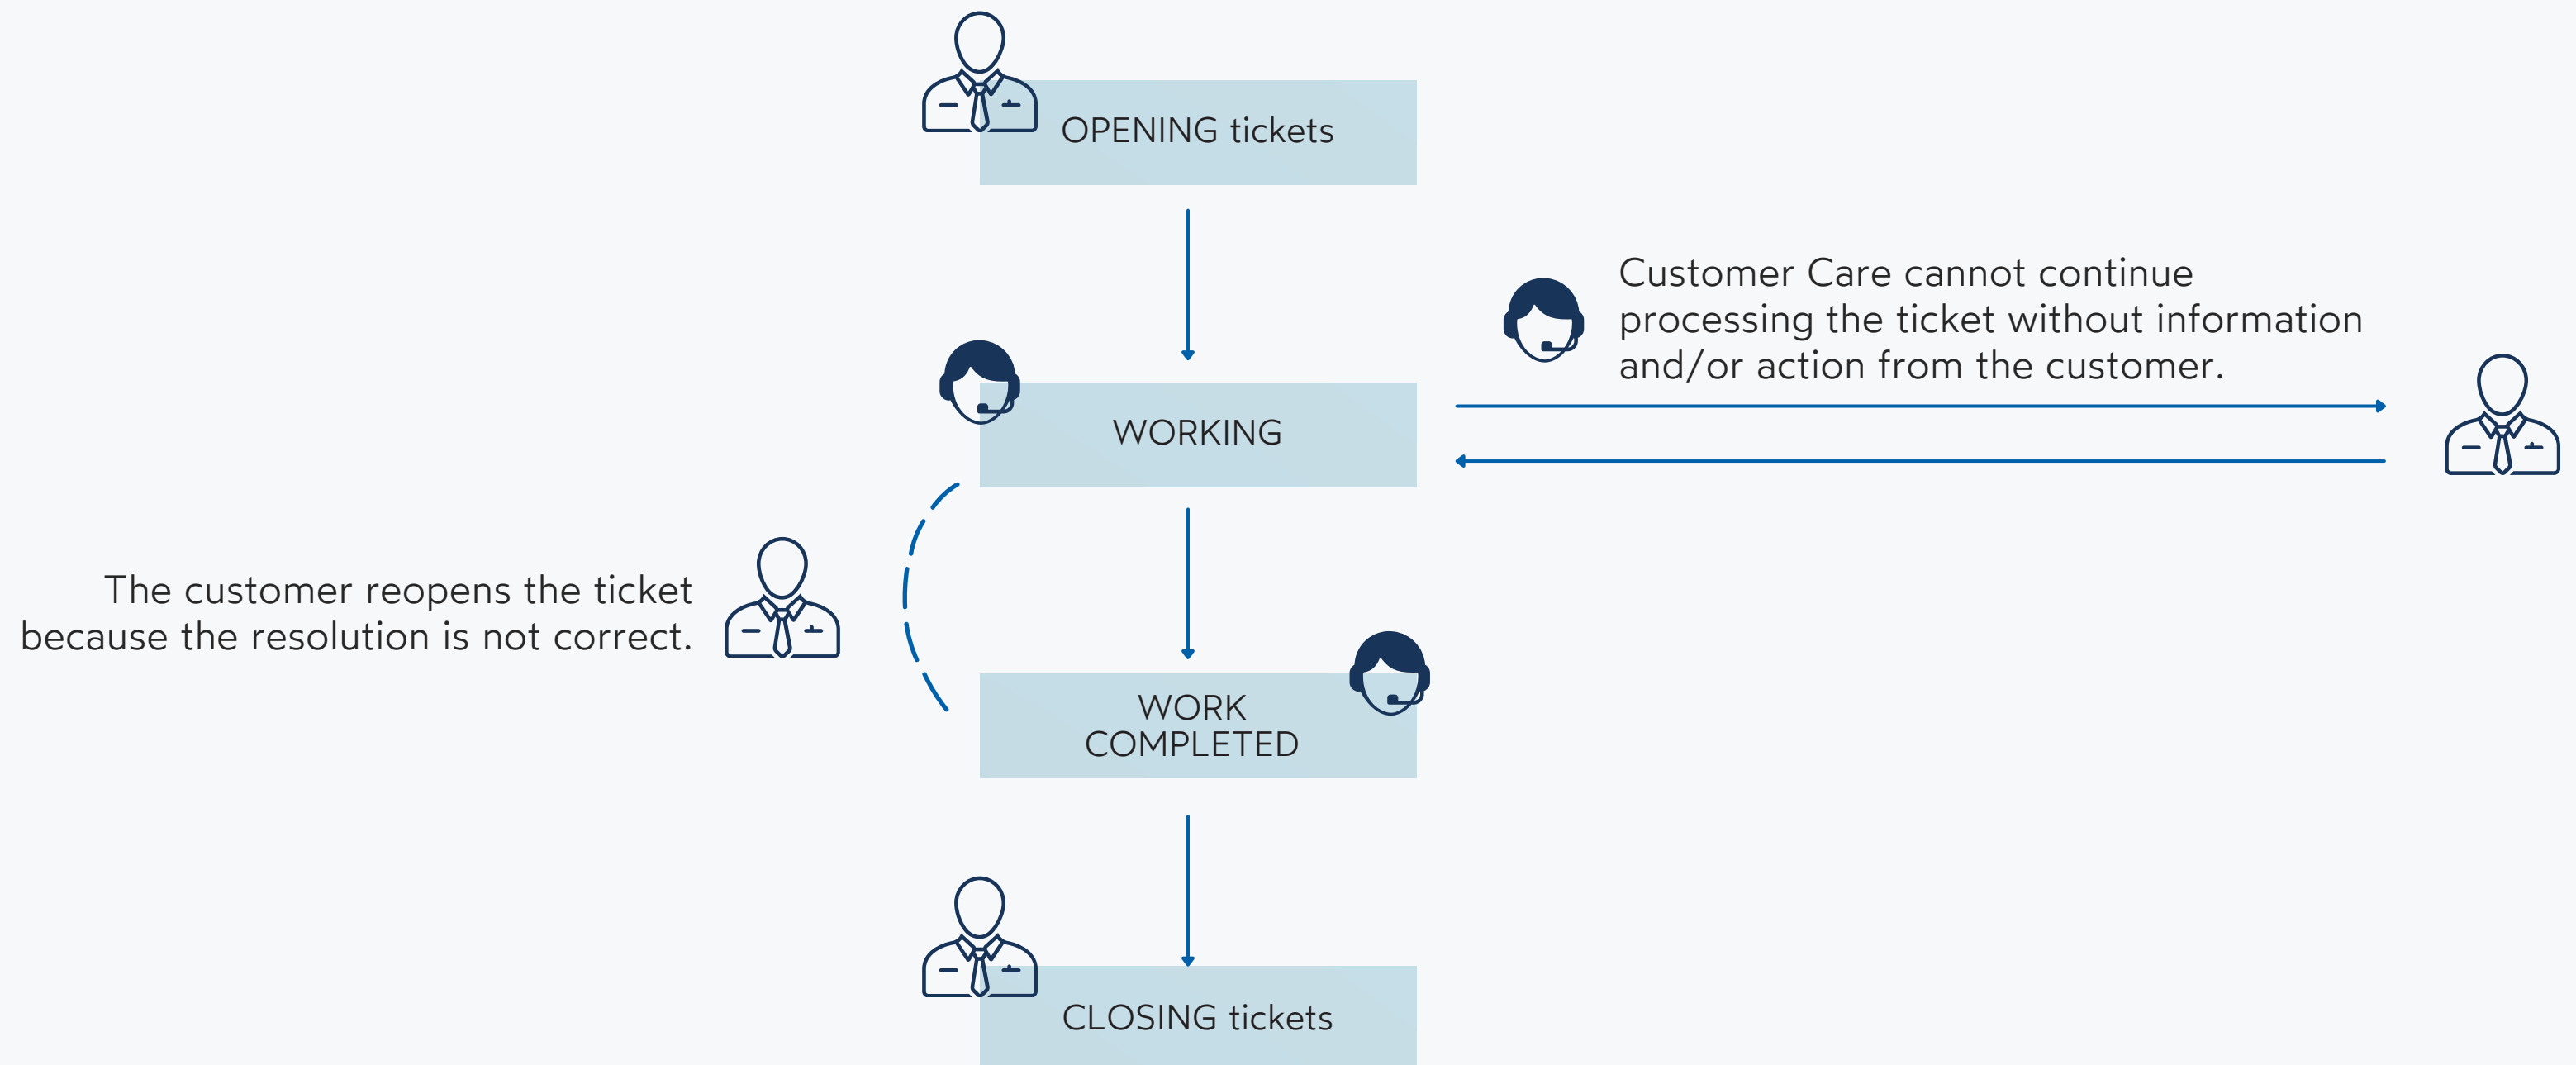 OPENING tickets
Customer Care cannot continue
processing the ticket without information
and/or action from the customer.
WORKING
The customer reopens the ticket
because the resolution is not correct.
WORK
COMPLETED
CLOSING tickets